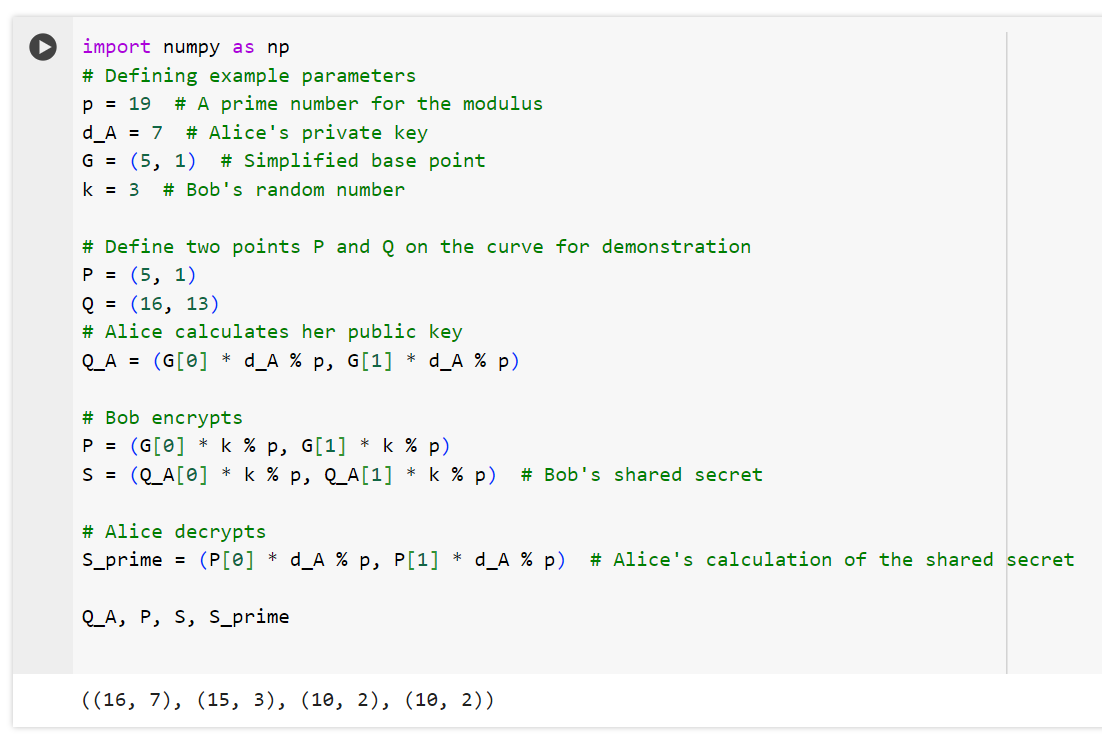 import numpy as np
# Defining example parameters
p = 19  # A prime number for the modulus
d_A = 7  # Alice's private key
G = (5, 1)  # Simplified base point
k = 3  # Bob's random number
# Define two points P and Q on the curve for demonstration
P = (5, 1)
Q = (16, 13)
# Alice calculates her public key
Q_A = (G[0] * d_A % p, G[1] * d_A % p)
# Bob encrypts
P = (G[0] * k % p, G[1] * k % p)
S = (Q_A[0] * k % p, Q_A[1] * k % p)  # Bob's shared secret
# Alice decrypts
S_prime = (P[0] * d_A % p, P[1] * d_A % p)  # Alice's calculation of the shared secret
Q_A, P, S, S_prime
((16, 7), (15, 3), (10, 2), (10, 2))